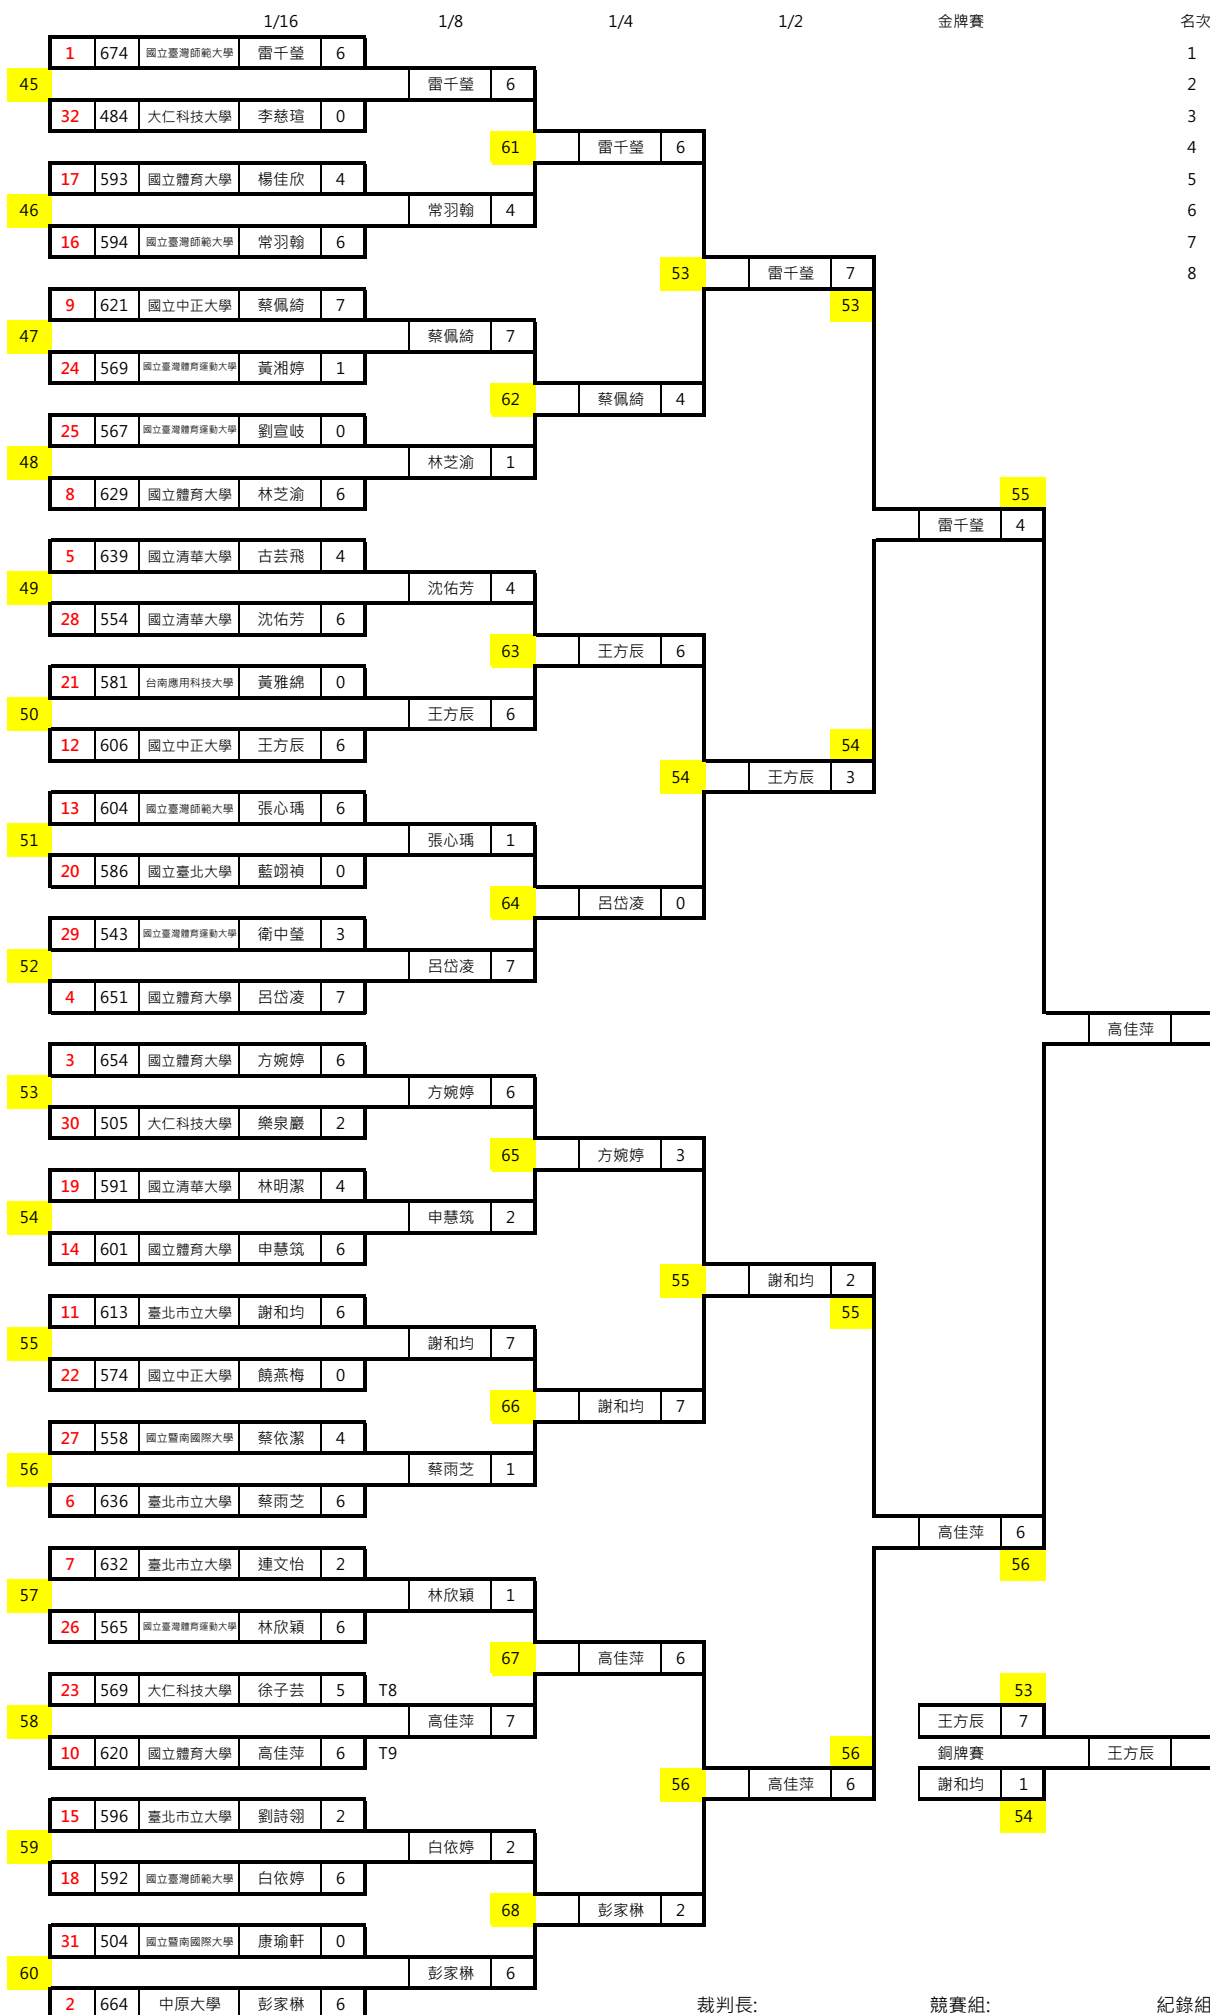 1/16 1/8 1/4 1/2 金牌賽 名次
1 674 國立臺灣師範大學 雷千瑩 6 1
45 雷千瑩 6 2
32 484 大仁科技大學 李慈瑄 0 3
61 雷千瑩 6 4
17 593 國立體育大學 楊佳欣 4 5
46 常羽翰 4 6
16 594 國立臺灣師範大學 常羽翰 6 7
53 雷千瑩 7 8
9 621 國立中正大學 蔡佩綺 7 53
47 蔡佩綺 7
24 569 國立臺灣體育運動大學 黃湘婷 1
62 蔡佩綺 4
25 567 國立臺灣體育運動大學 劉宣岐 0
48 林芝渝 1
8 629 國立體育大學 林芝渝 6 55
雷千瑩 4
5 639 國立清華大學 古芸飛 4
49 沈佑芳 4
28 554 國立清華大學 沈佑芳 6
63 王方辰 6
21 581 台南應用科技大學 黃雅綿 0
50 王方辰 6
12 606 國立中正大學 王方辰 6 54
54 王方辰 3
13 604 國立臺灣師範大學 張心瑀 6
51 張心瑀 1
20 586 國立臺北大學 藍翊禎 0
64 呂岱凌 0
29 543 國立臺灣體育運動大學 衛中瑩 3
52 呂岱凌 7
4 651 國立體育大學 呂岱凌 7
高佳萍
3 654 國立體育大學 方婉婷 6
53 方婉婷 6
30 505 大仁科技大學 樂泉巖 2
65 方婉婷 3
19 591 國立清華大學 林明潔 4
54 申慧筑 2
14 601 國立體育大學 申慧筑 6
55 謝和均 2
11 613 臺北市立大學 謝和均 6 55
55 謝和均 7
22 574 國立中正大學 饒燕梅 0
66 謝和均 7
27 558 國立暨南國際大學 蔡依潔 4
56 蔡雨芝 1
6 636 臺北市立大學 蔡雨芝 6
高佳萍 6
7 632 臺北市立大學 連文怡 2 56
57 林欣穎 1
26 565 國立臺灣體育運動大學 林欣穎 6
67 高佳萍 6
23 569 大仁科技大學 徐子芸 5 T8 53
58 高佳萍 7 王方辰 7
10 620 國立體育大學 高佳萍 6 T9 56 銅牌賽 王方辰
56 高佳萍 6 謝和均 1
15 596 臺北市立大學 劉詩翎 2 54
59 白依婷 2
18 592 國立臺灣師範大學 白依婷 6
68 彭家楙 2
31 504 國立暨南國際大學 康瑜軒 0
60 彭家楙 6
2 664 中原大學 彭家楙 6 裁判長: 競賽組: 紀錄組